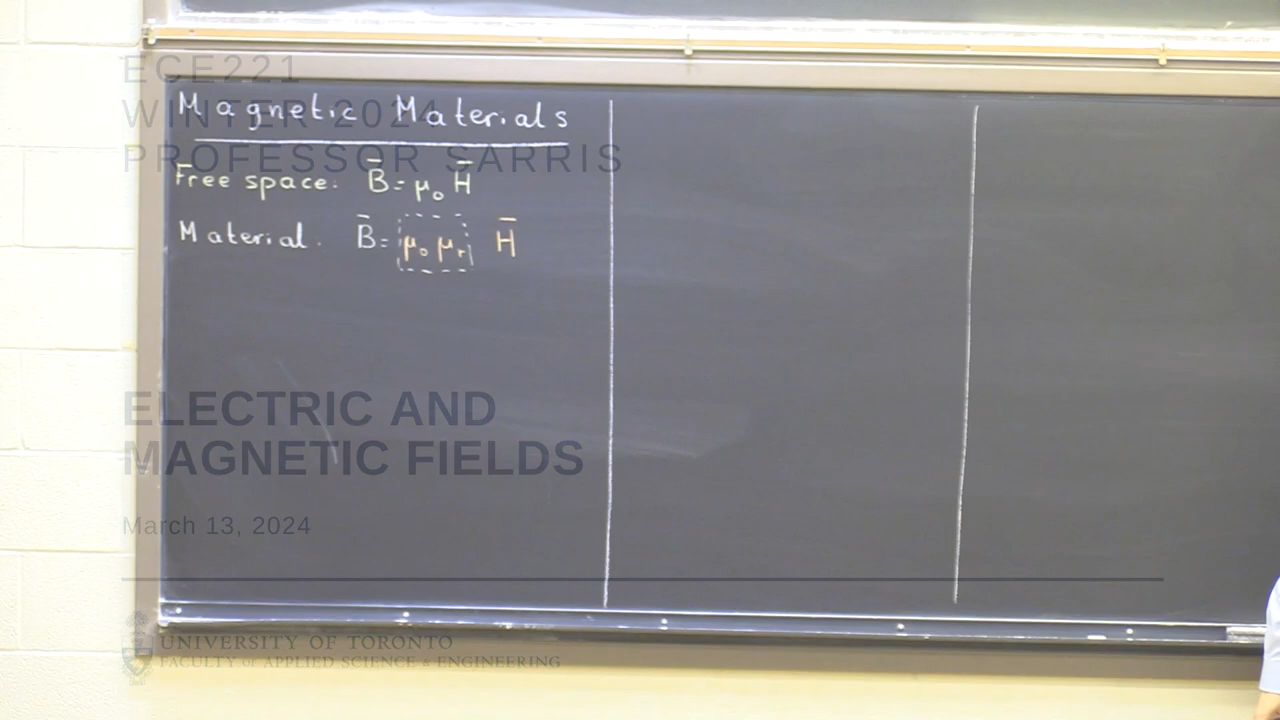 ECE221
WINTER 2024
PROFESSOR SARRIS
Magnetic Materials
Free space: B̄ = μ₀ H̄
Material: B̄ = μ₀ μᵣ H̄
ELECTRIC AND
MAGNETIC FIELDS
March 13, 2024
UNIVERSITY OF TORONTO
FACULTY OF APPLIED SCIENCE & ENGINEERING